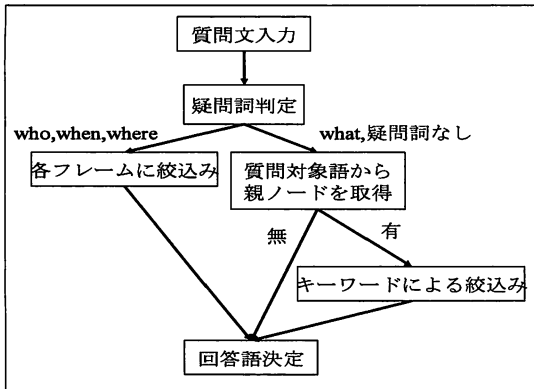 質問文入力
疑問詞判定
who,when,where
what,疑問詞なし
各フレームに絞込み
質問対象語から
親ノードを取得
無
有
キーワードによる絞込み
回答語決定